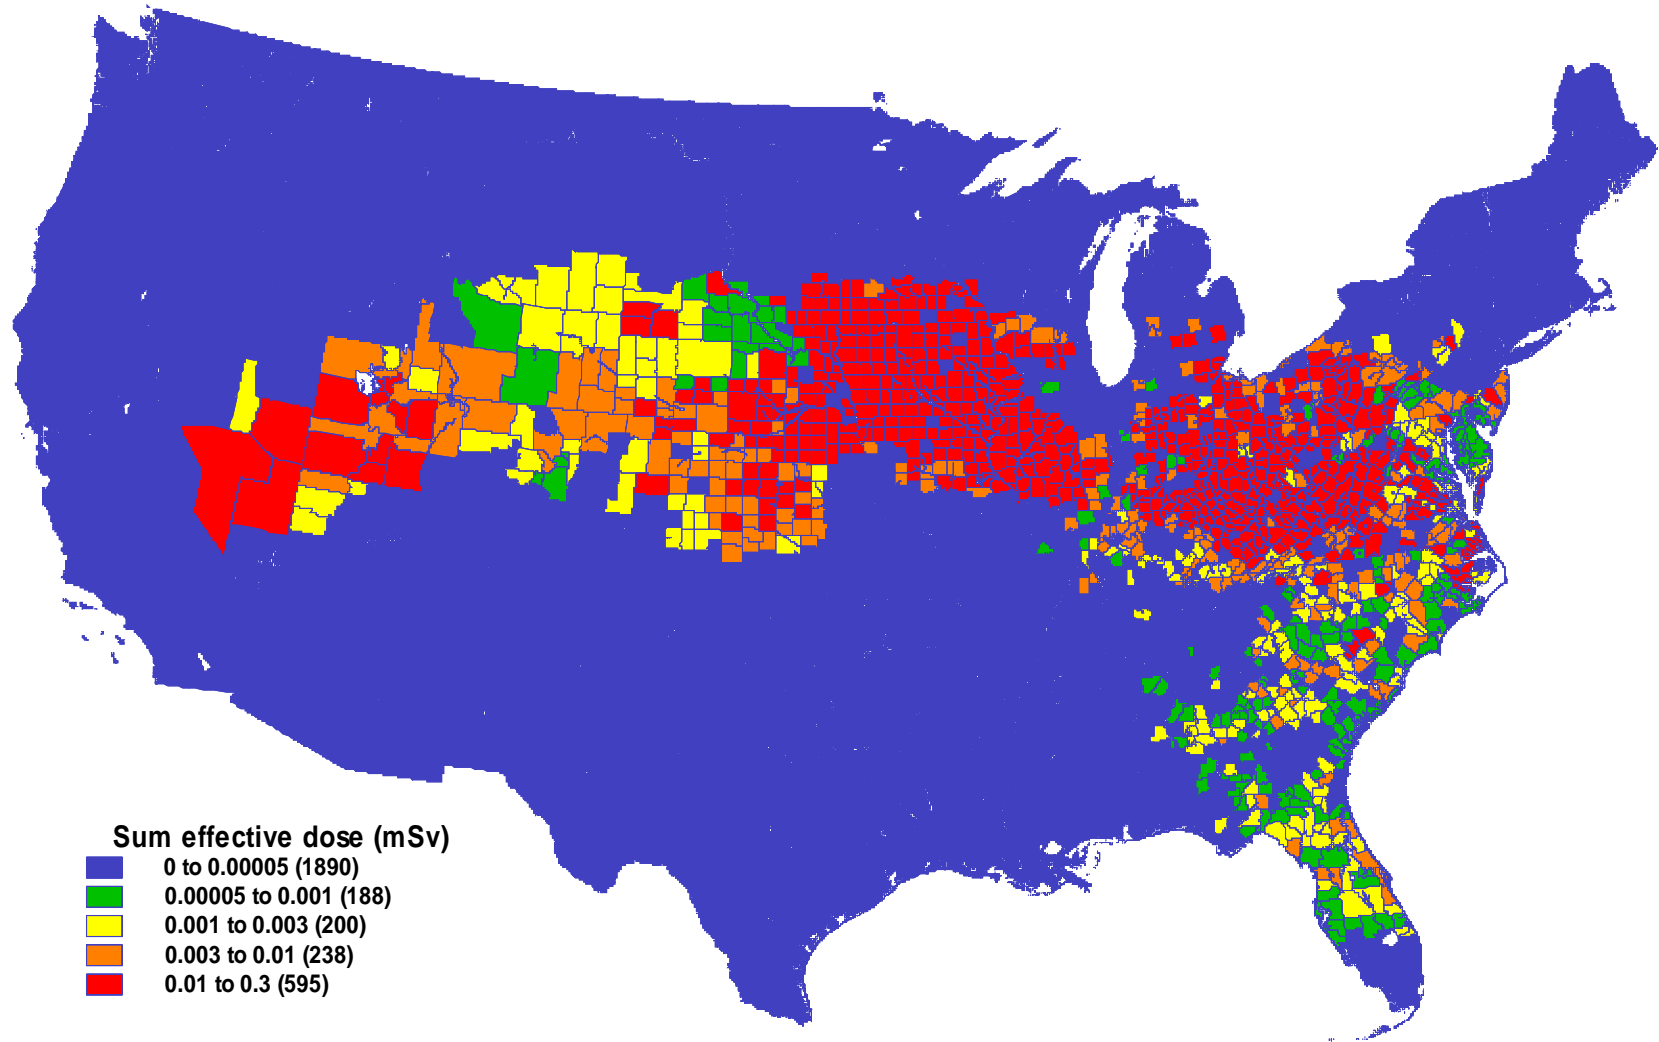 Sum effective dose (mSv)
0 to 0.00005 (1890)
0.00005 to 0.001 (188)
0.001 to 0.003 (200)
0.003 to 0.01 (238)
0.01 to 0.3 (595)